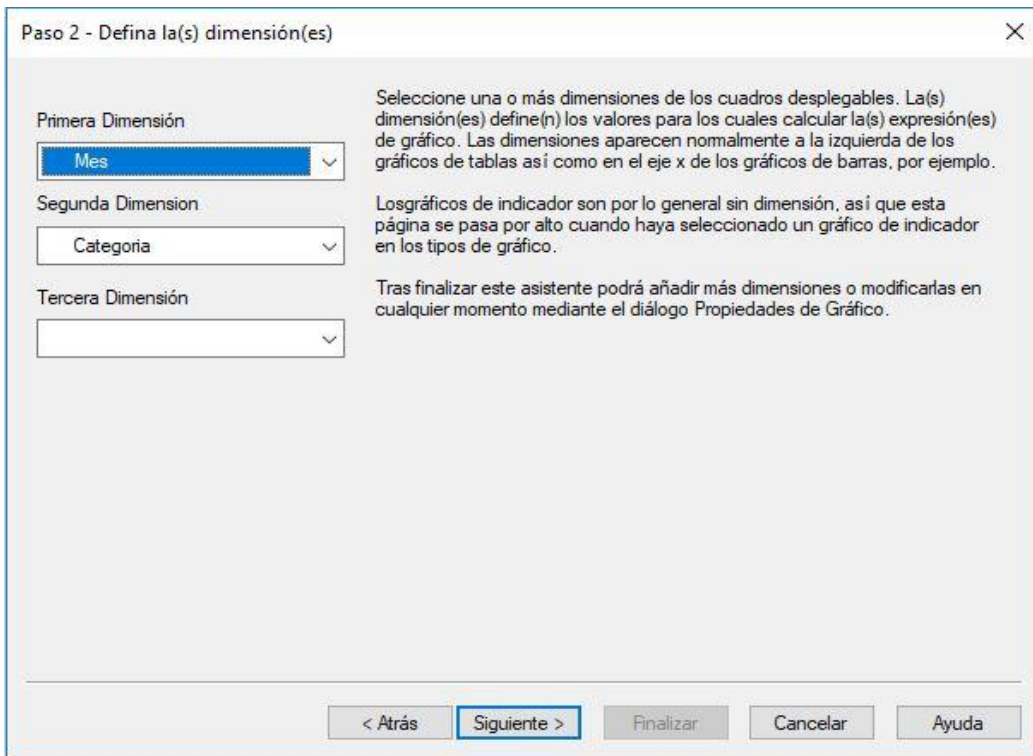 Paso 2 - Defina la(s) dimensión(es)
Primera Dimensión
Mes
Segunda Dimension
Categoria
Tercera Dimensión
Seleccione una o más dimensiones de los cuadros desplegables. La(s)
dimensión(es) define(n) los valores para los cuales calcular la(s) expresión(es)
de gráfico. Las dimensiones aparecen normalmente a la izquierda de los
gráficos de tablas así como en el eje x de los gráficos de barras, por ejemplo.
Losgráficos de indicador son por lo general sin dimensión, así que esta
página se pasa por alto cuando haya seleccionado un gráfico de indicador
en los tipos de gráfico.
Tras finalizar este asistente podrá añadir más dimensiones o modificarlas en
cualquier momento mediante el diálogo Propiedades de Gráfico.
< Atrás
Siguiente >
Finalizar
Cancelar
Ayuda